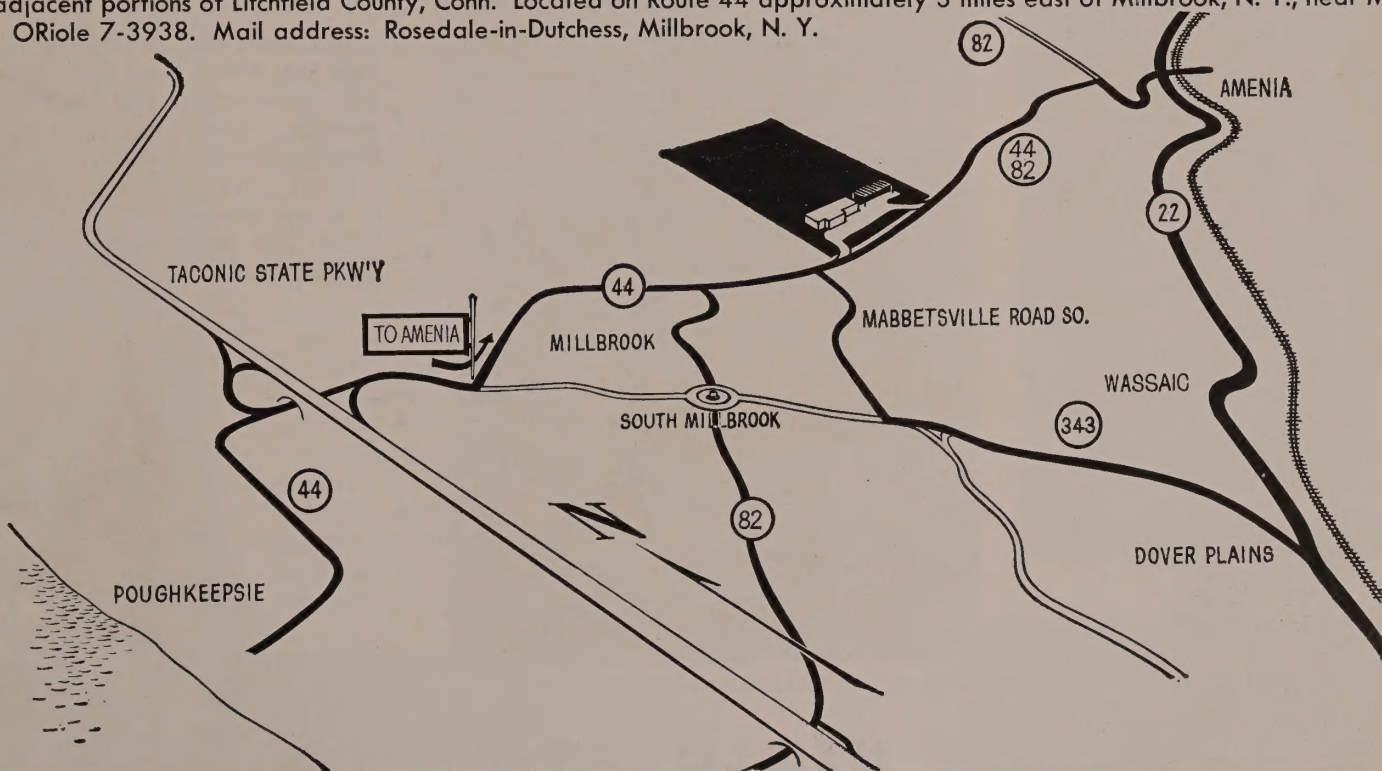 adjacent portions of Litchfield County, Conn. Located on Route 44 approximately 3 miles east of Millbrook, N. Y., near
ORiole 7-3938. Mail address: Rosedale-in-Dutchess, Millbrook, N. Y.
82
AMENIA
44
82
22
TACONIC STATE PKW'Y
44
TO AMENIA
MILLBROOK
MABBETSVILLE ROAD SO.
WASSAIC
SOUTH MILLBROOK
343
44
82
DOVER PLAINS
POUGHKEEPSIE
N